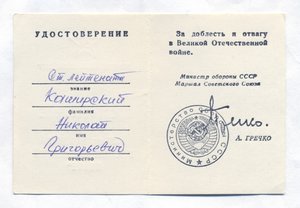 УДОСТОВЕРЕНИЕ
Ст. лейтенант
звание
Каширский
фамилия
Николай
имя
Григорьевич
отчество
За доблесть и отвагу
в Великой Отечественной
войне.
Министр обороны СССР
Маршал Советского Союза
А. ГРЕЧКО